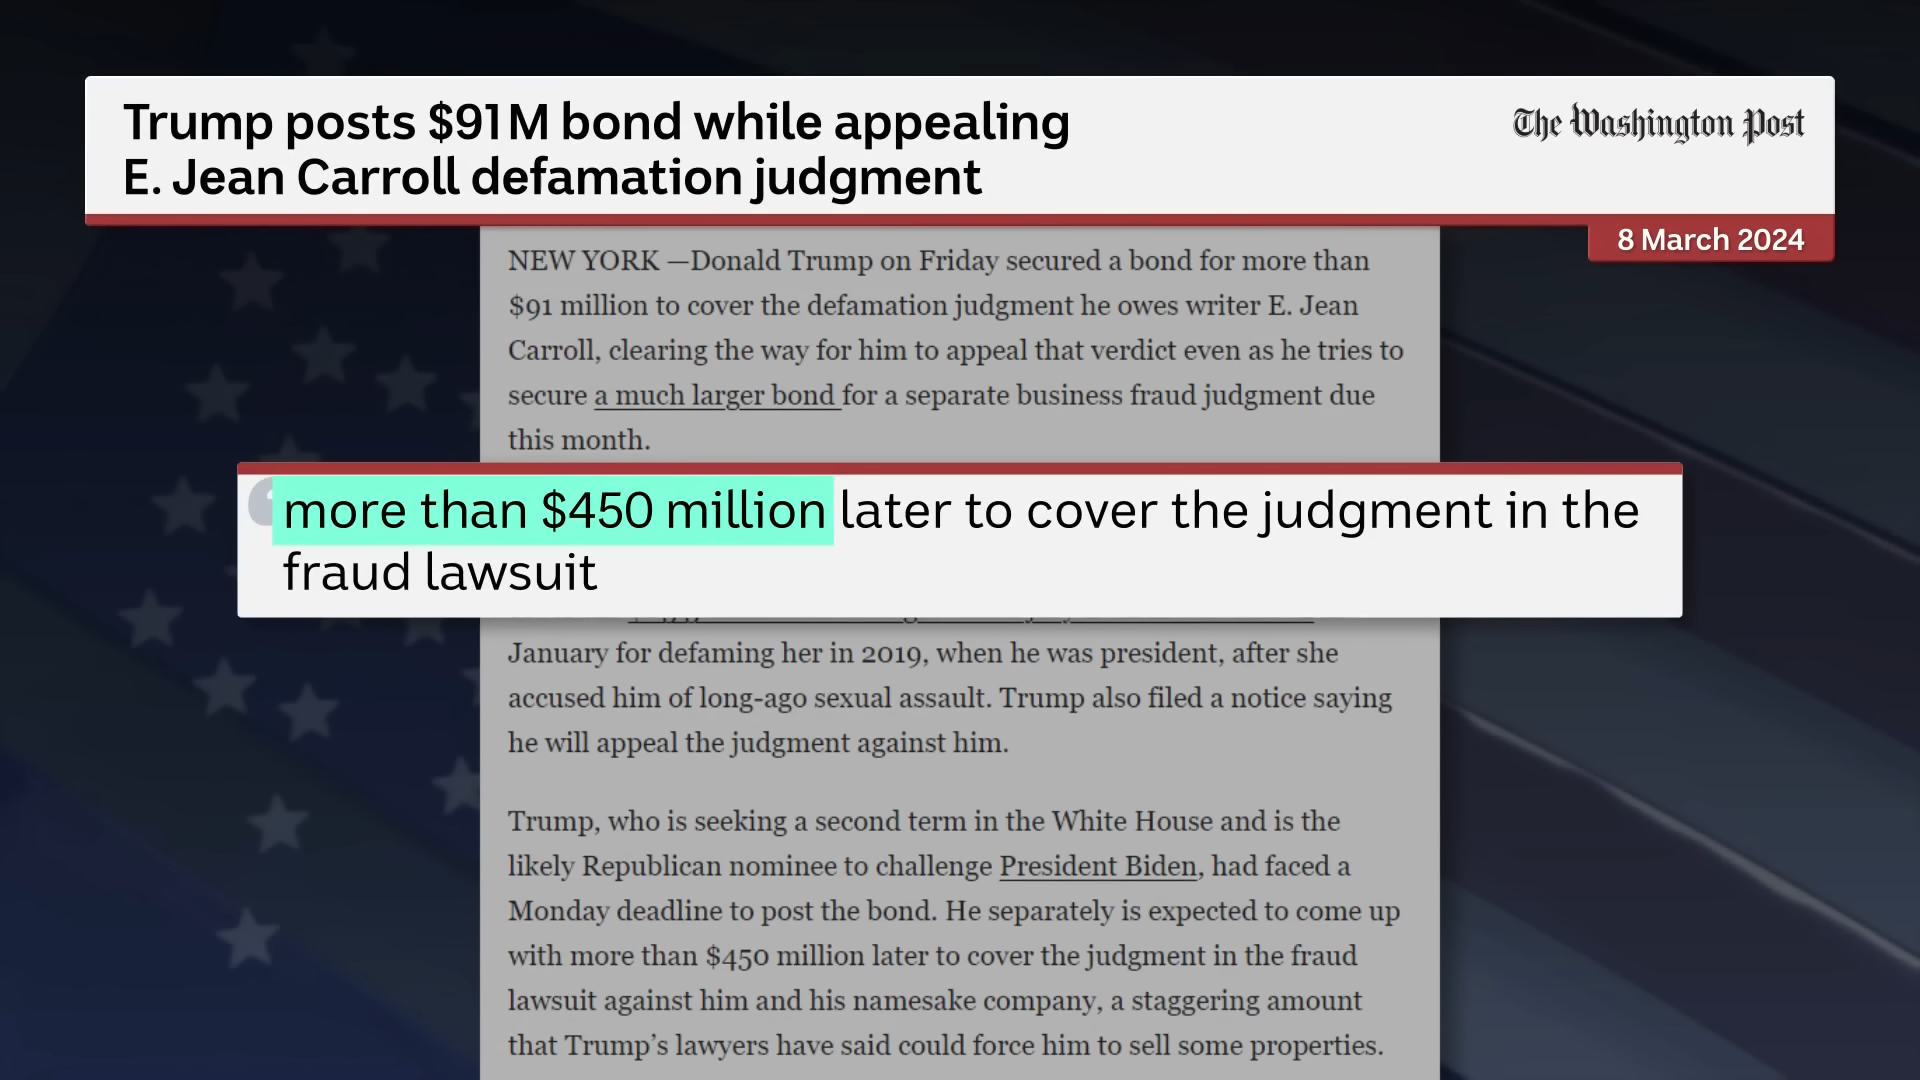 Trump posts $91M bond while appealing
E. Jean Carroll defamation judgment
The Washington Post
8 March 2024
NEW YORK —Donald Trump on Friday secured a bond for more than
$91 million to cover the defamation judgment he owes writer E. Jean
Carroll, clearing the way for him to appeal that verdict even as he tries to
secure a much larger bond for a separate business fraud judgment due
this month.
more than $450 million later to cover the judgment in the
fraud lawsuit
January for defaming her in 2019, when he was president, after she
accused him of long-ago sexual assault. Trump also filed a notice saying
he will appeal the judgment against him.
Trump, who is seeking a second term in the White House and is the
likely Republican nominee to challenge President Biden, had faced a
Monday deadline to post the bond. He separately is expected to come up
with more than $450 million later to cover the judgment in the fraud
lawsuit against him and his namesake company, a staggering amount
that Trump’s lawyers have said could force him to sell some properties.